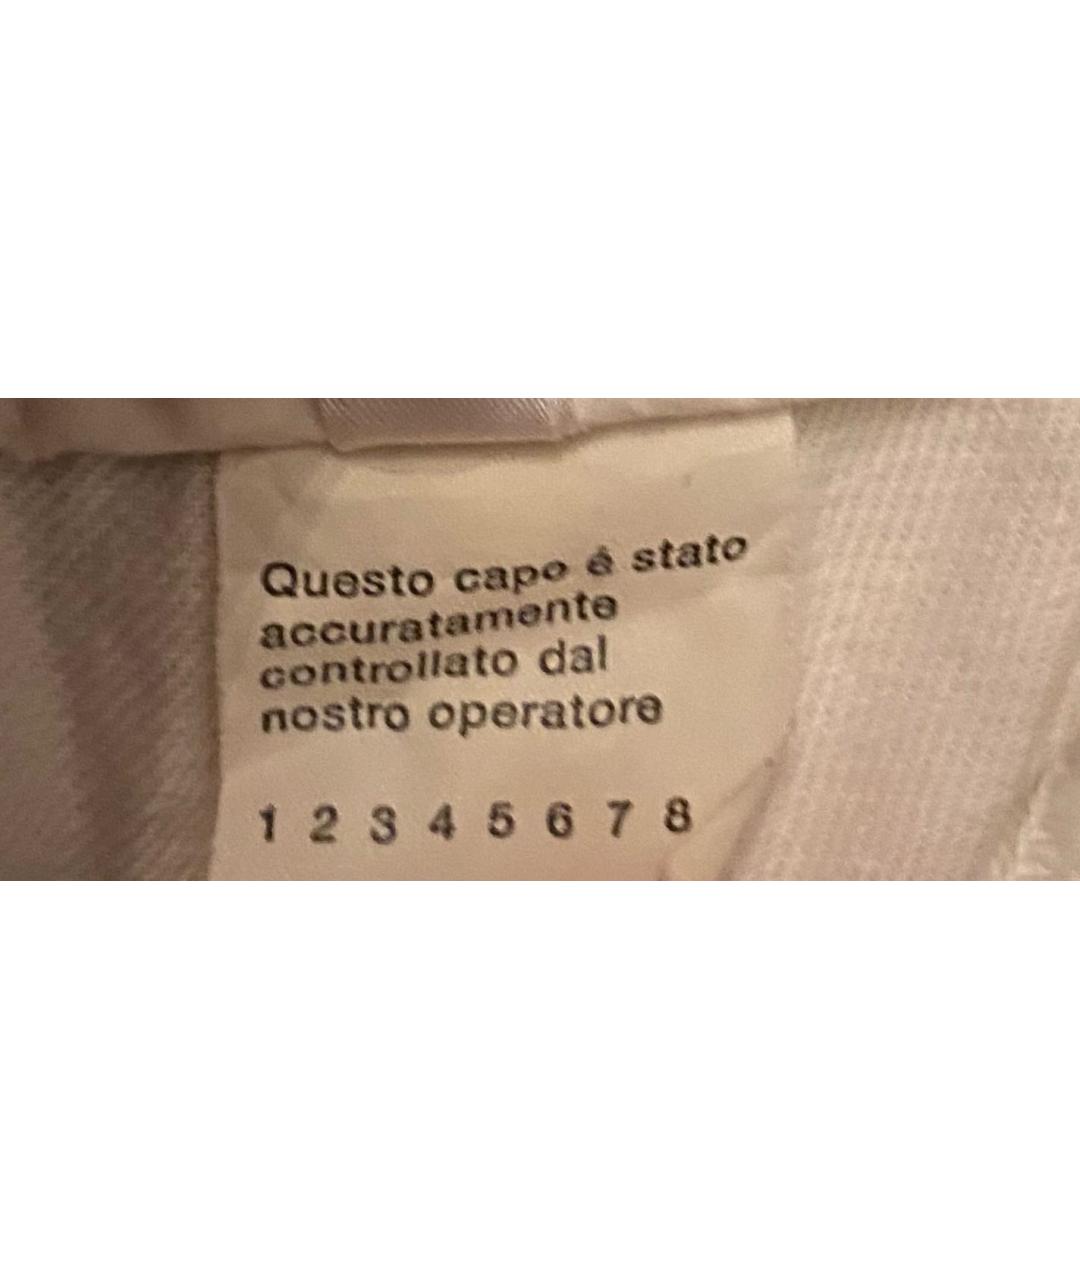 Questo capo é stato
accuratamente
controllato dal
nostro operatore
1 2 3 4 5 6 7 8